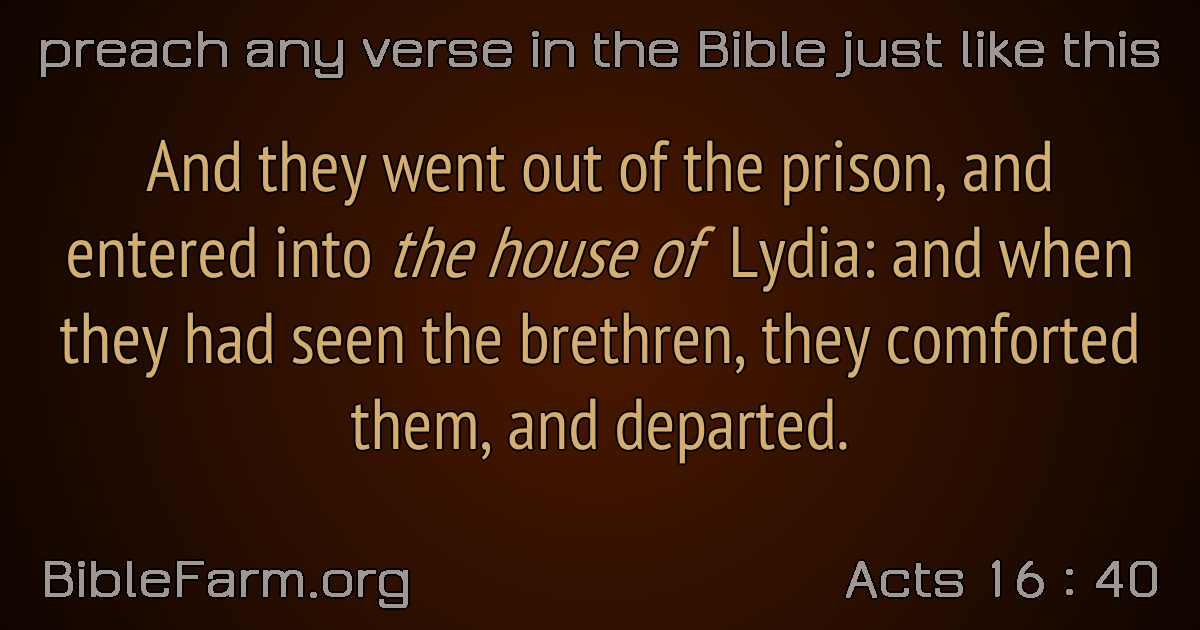 preach any verse in the Bible just like this
And they went out of the prison, and
entered into the house of Lydia: and when
they had seen the brethren, they comforted
them, and departed.
BibleFarm.org
Acts 16 : 40